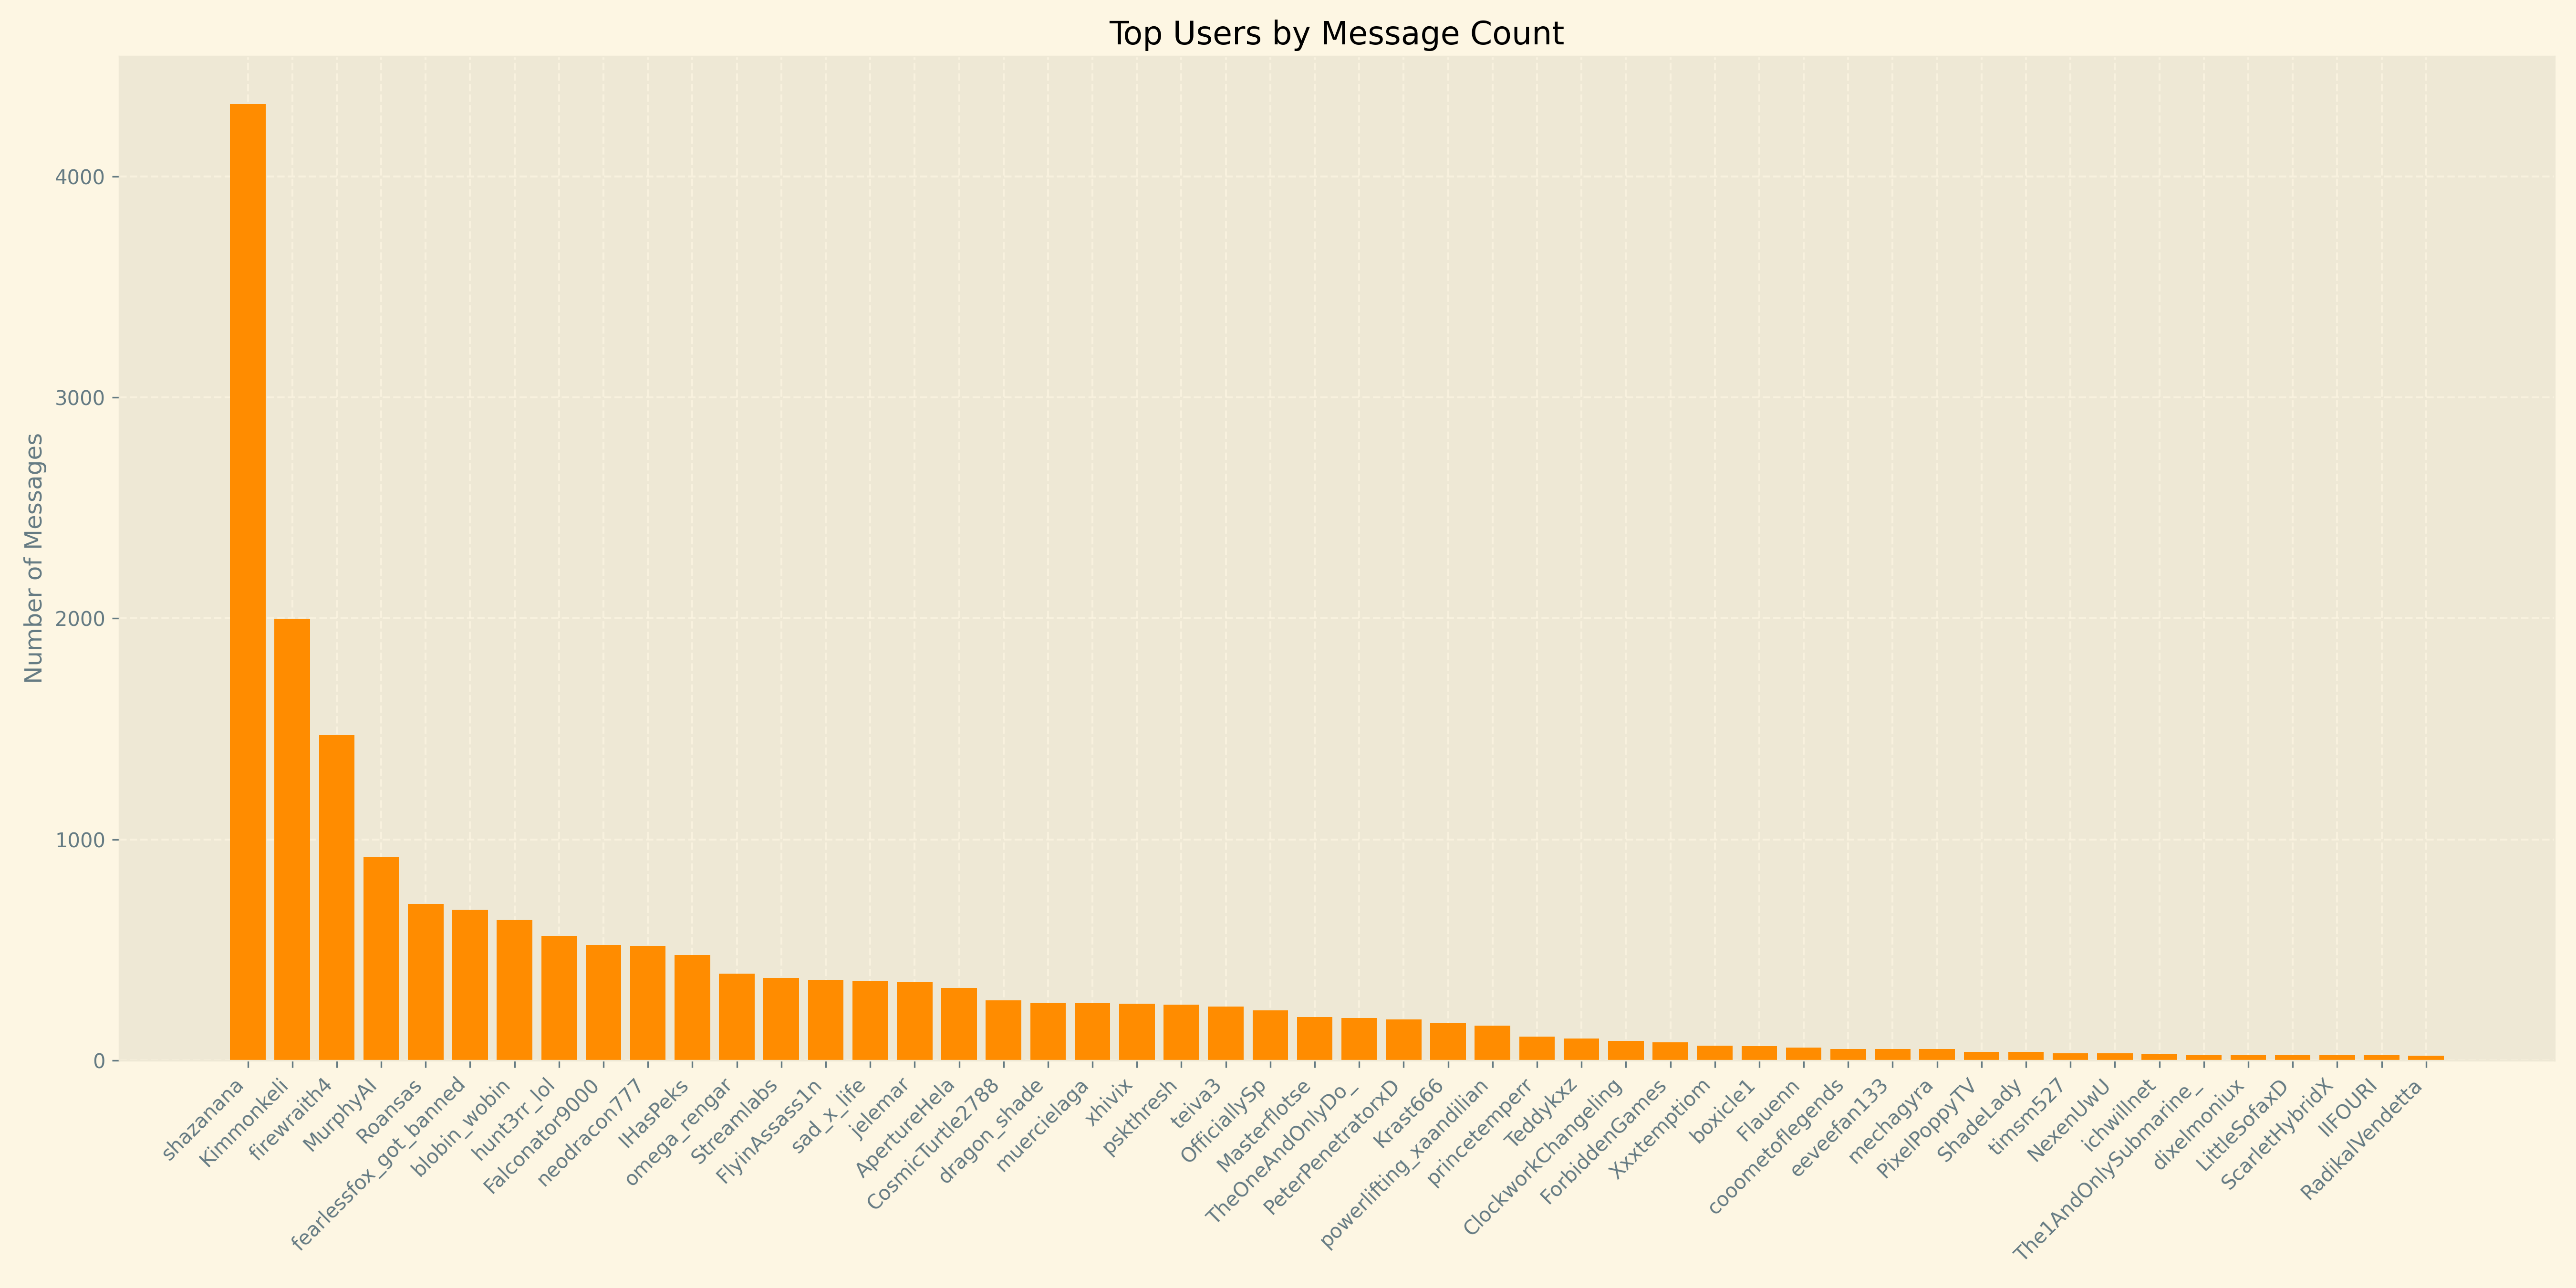 Top Users by Message Count
Number of Messages
4000
3000
2000
1000
0
shazanana
Kimmonkeli
firewraith4
MurphyAI
Roansas
fearlessfox_got_banned
blobin_wobin
hunt3rr_lol
Falconator9000
neodracon777
IHasPeks
omega_rengar
Streamlabs
FlyinAssass1n
sad_x_life
jelemar
ApertureHela
CosmicTurtle2788
dragon_shade
muercielaga
xhivix
pskthresh
teiva3
OfficiallySp
Masterflotse
TheOneAndOnlyDo_
PeterPenetratorxD
Krast666
powerlifting_xaandilian
princetemperr
Teddykxz
ClockworkChangeling
ForbiddenGames
Xxxtemptiom
boxicle1
Flauenn
cooometoflegends
eeveefan133
mechagyra
PixelPoppyTV
ShadeLady
timsm527
NexenUwU
ichwillnet
The1AndOnlySubmarine_
dixelmoniux
LittleSofaxD
ScarletHybridX
IIFOURI
RadikalVendetta